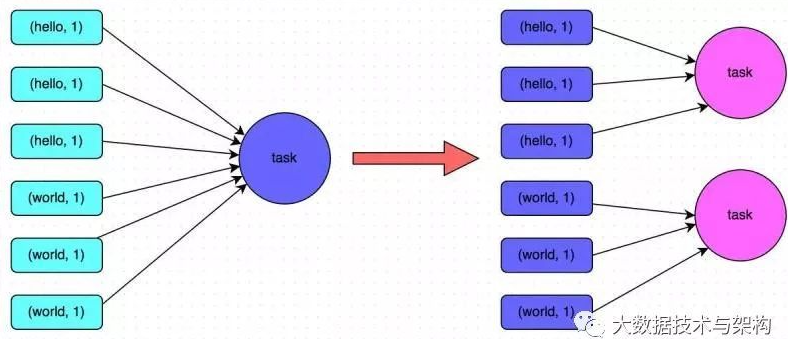 (hello, 1)
(hello, 1)
(hello, 1)
(world, 1)
(world, 1)
(world, 1)
task
(hello, 1)
(hello, 1)
(hello, 1)
task
(world, 1)
(world, 1)
(world, 1)
task
大数据技术与架构